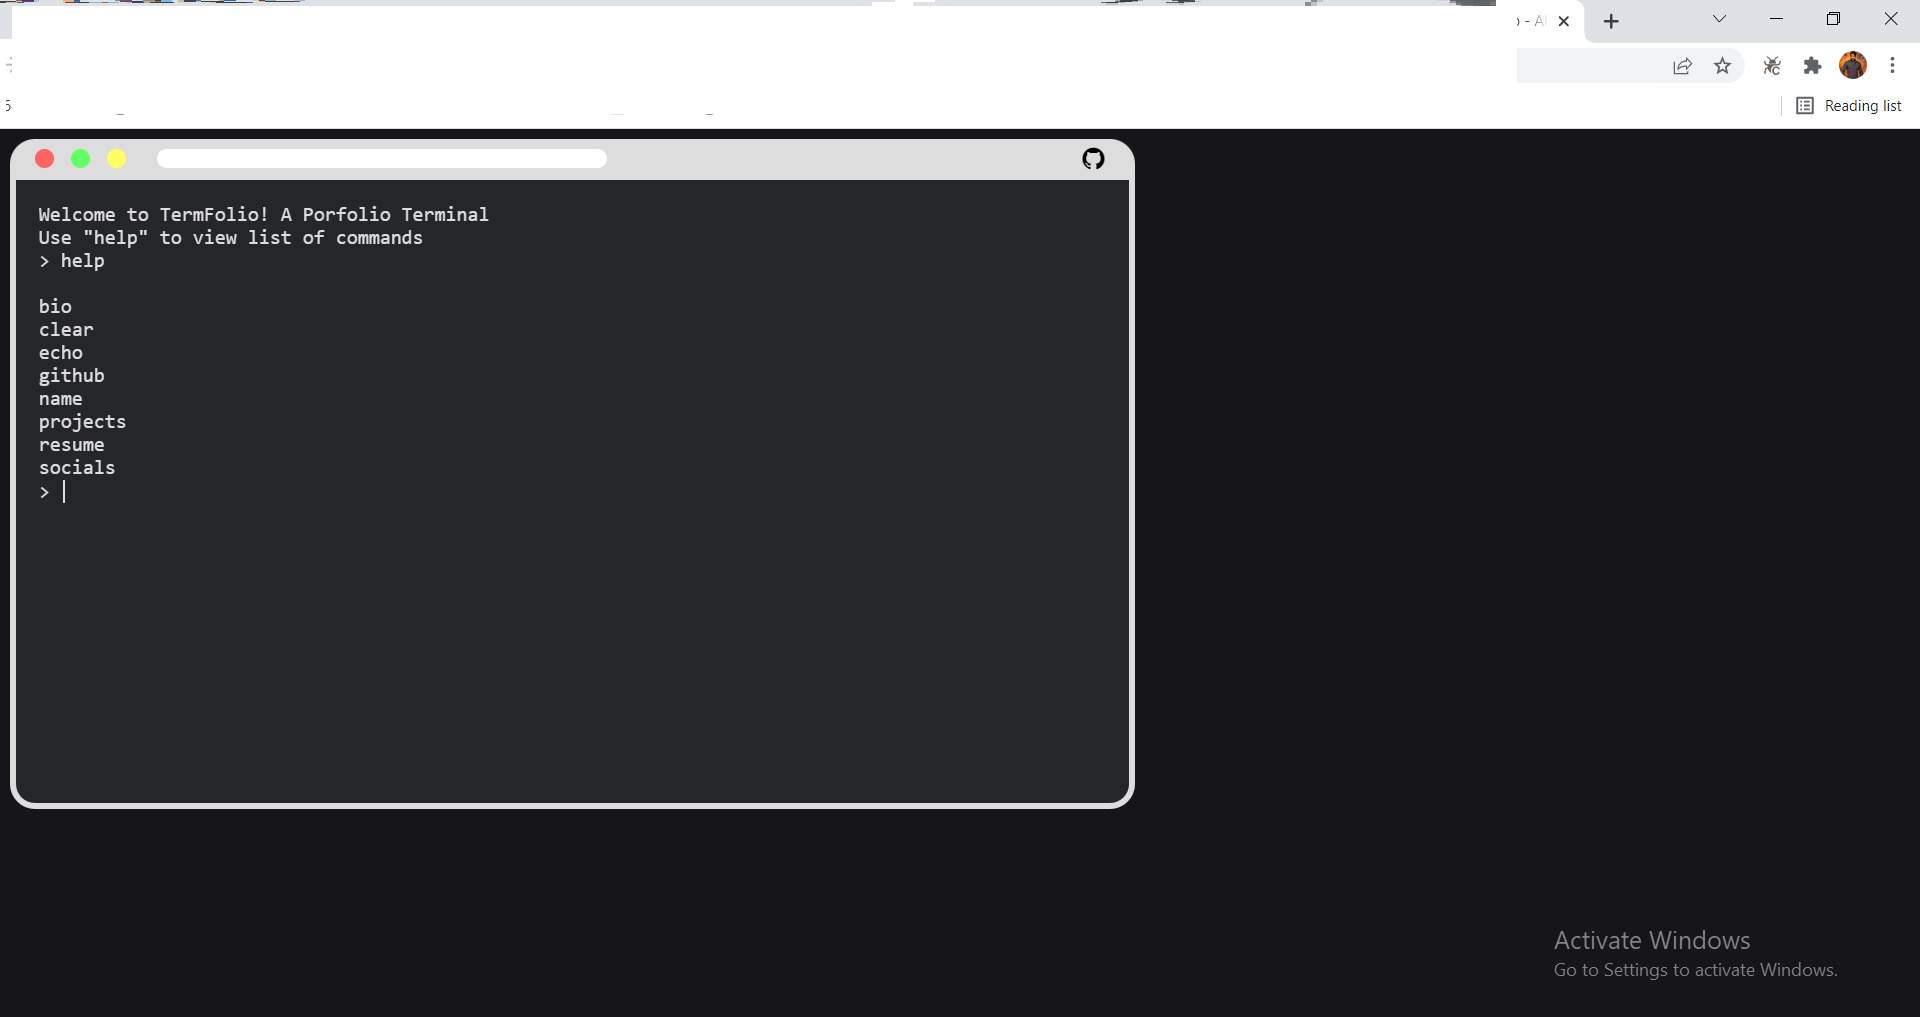 Reading list
Welcome to TermFolio! A Porfolio Terminal
Use "help" to view list of commands
> help
bio
clear
echo
github
name
projects
resume
socials
>
Activate Windows
Go to Settings to activate Windows.